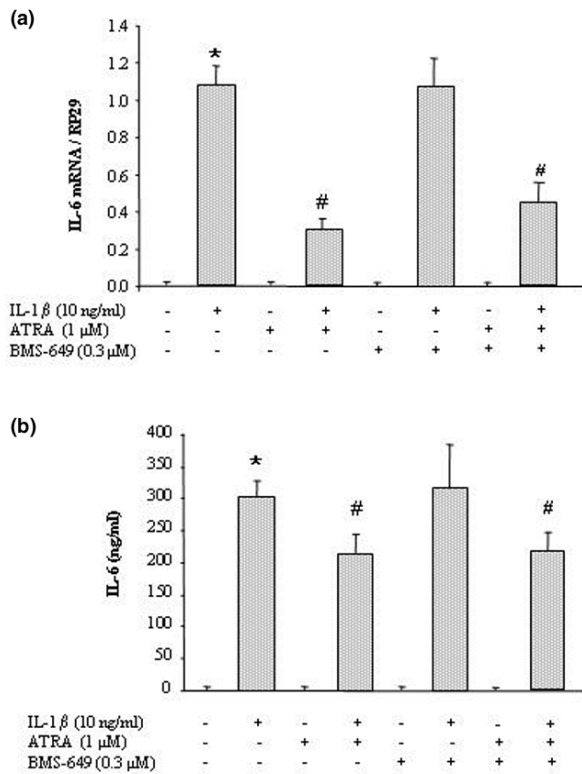 (a)
1.4
*
1.2
1.0
0.8
#
0.6
#
0.4
0.2
0.0
IL-6 mRNA / RP29
IL-1β (10 ng/ml) - + - + - + - +
ATRA (1 µM) - - + + - - + +
BMS-649 (0.3 µM) - - - - + + + +
(b)
400
350
*
300
#
#
250
200
150
100
50
0
IL-6 (ng/ml)
IL-1β (10 ng/ml) - + - + - + - +
ATRA (1 µM) - - + + - - + +
BMS-649 (0.3 µM) - - - - + + + +